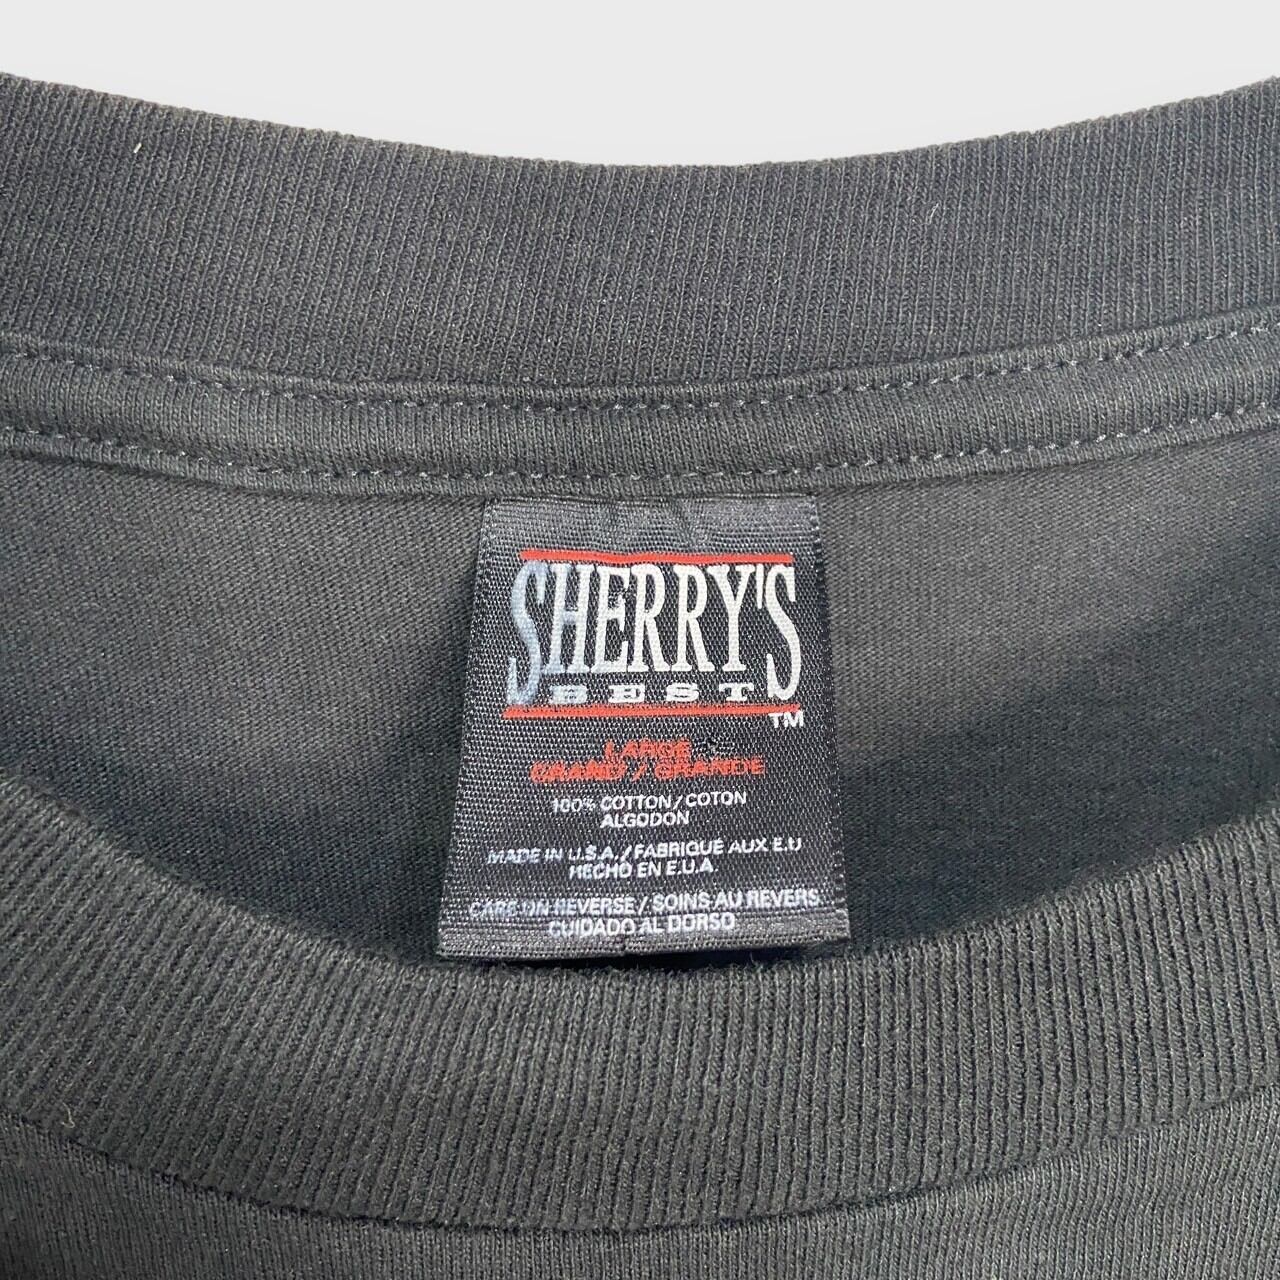 SHERRY'S
BEST
TM
LARGE
GRAND / GRANDE
100% COTTON / COTON
ALGODON
MADE IN U.S.A. / FABRIQUÉ AUX E.U
HECHO EN E.U.A.
CARE ON REVERSE / SOINS AU REVERS
CUIDADO AL DORSO